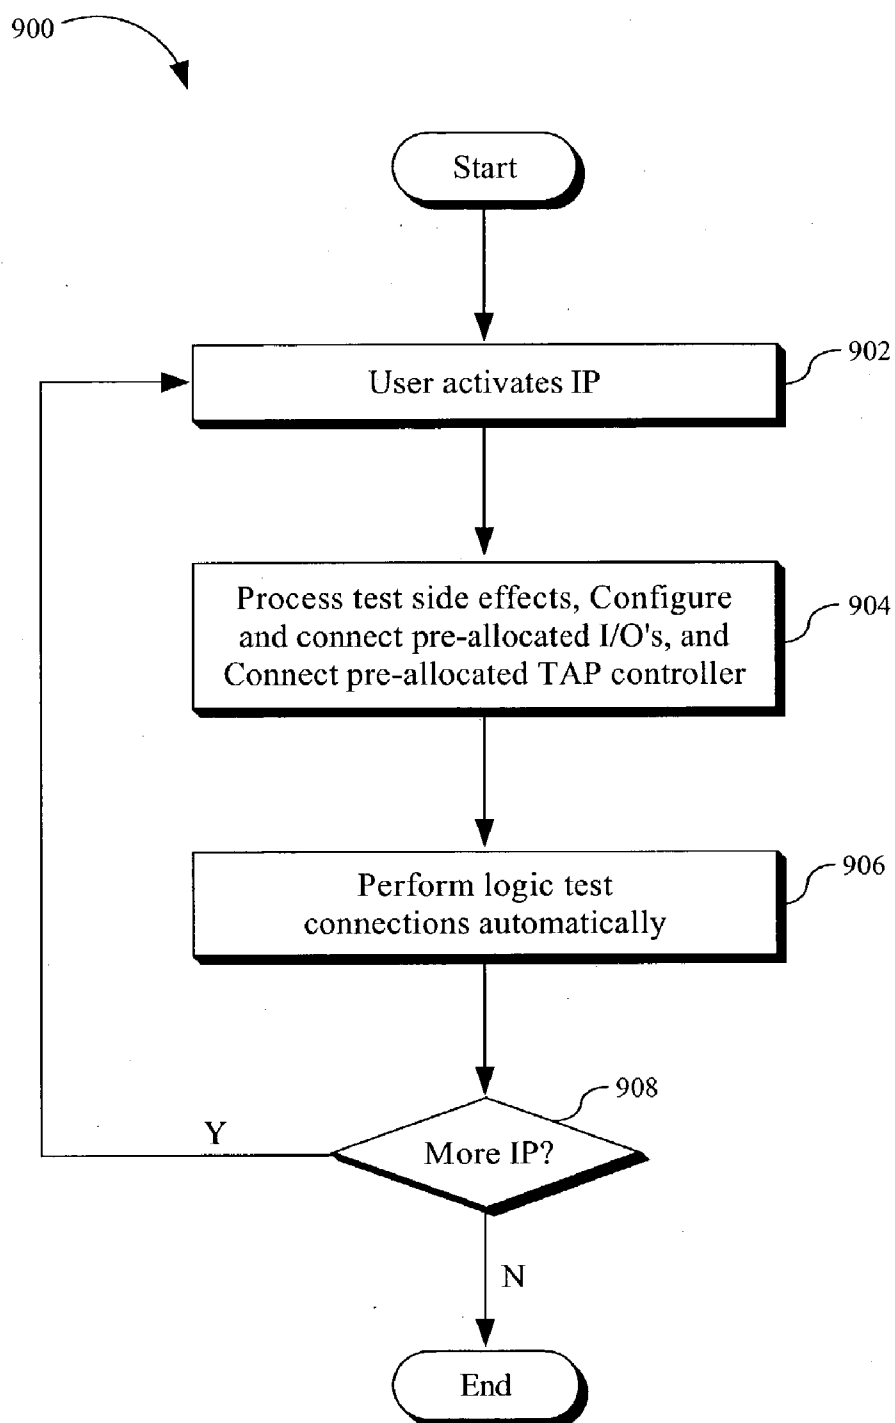 900
Start
User activates IP
902
Process test side effects, Configure
and connect pre-allocated I/O's, and
Connect pre-allocated TAP controller
904
Perform logic test
connections automatically
906
908
More IP?
Y
N
End